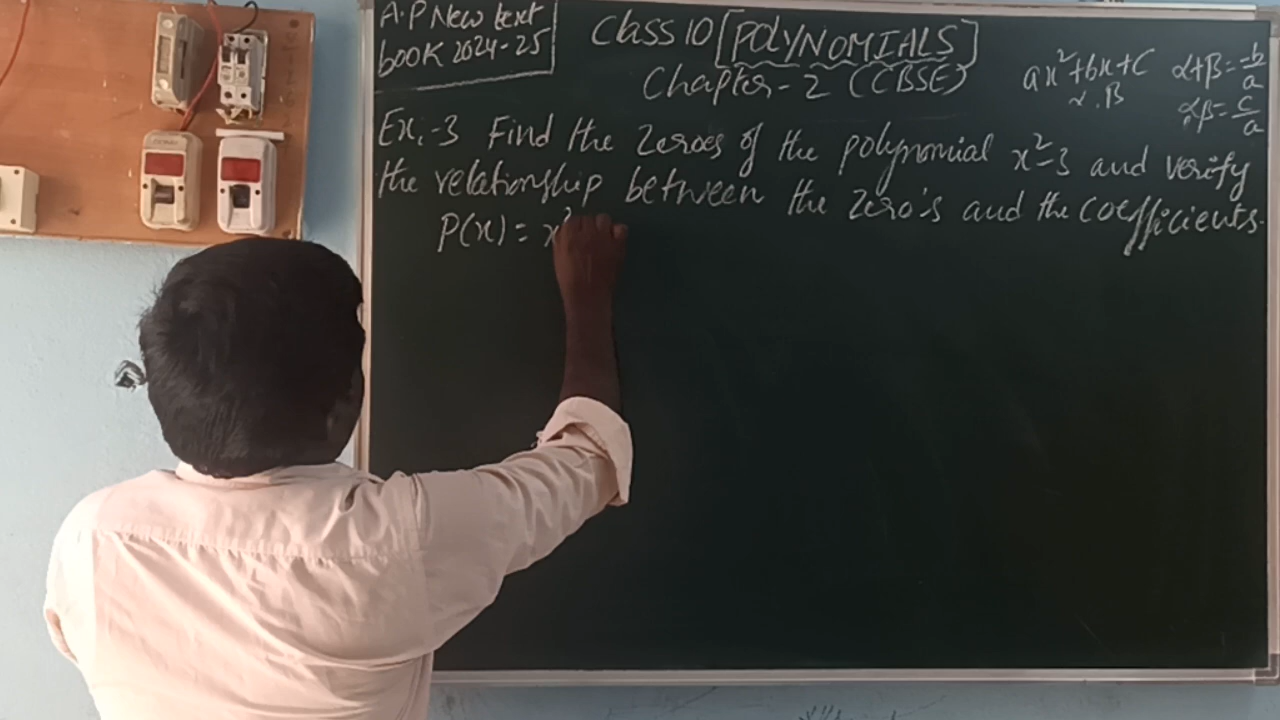 A.P New text
book 2024-25
Class 10 [POLYNOMIALS]
Chapter-2 (CBSE)
ax²+bx+c
α.β
α+β=-b/a
αβ=c/a
Ex.-3 Find the Zeroes of the polynomial x²-3 and verify
the relationship between the Zero's and the coefficients.
P(x) = x²